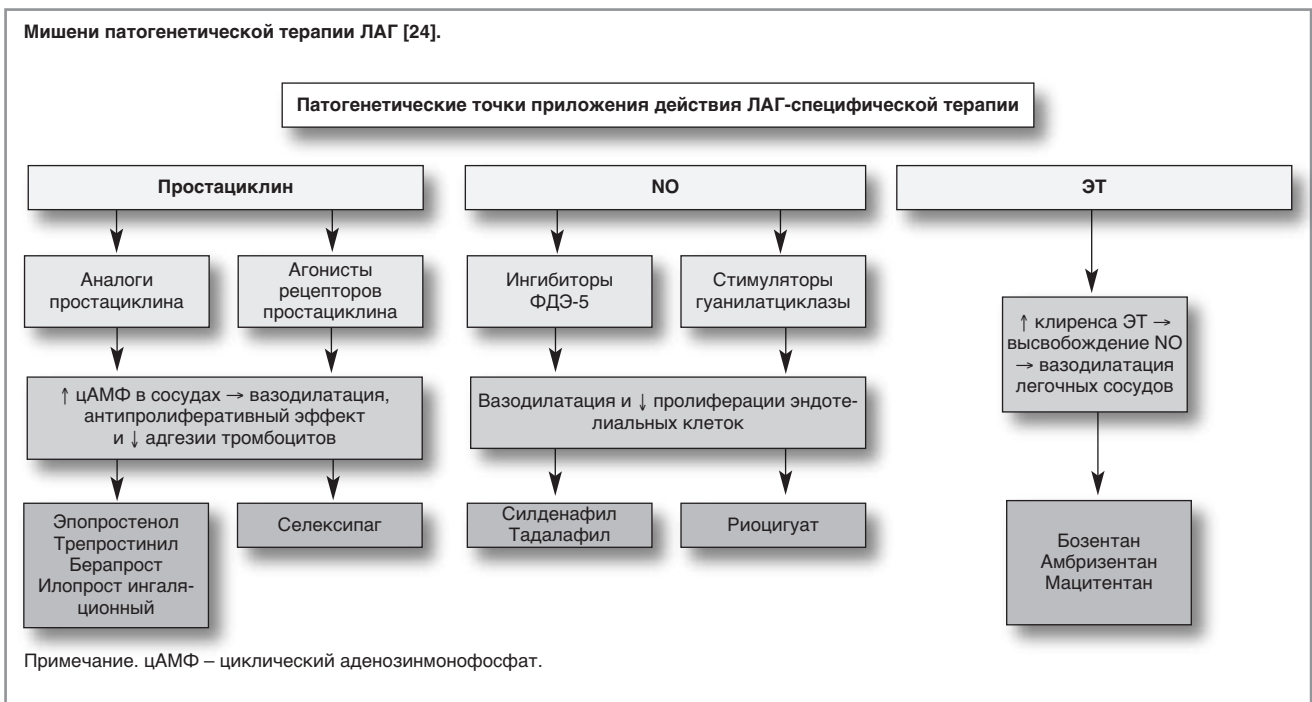 Мишени патогенетической терапии ЛАГ [24].
Патогенетические точки приложения действия ЛАГ-специфической терапии
Простациклин
NO
ЭТ
Аналоги
простациклина
Агонисты
рецепторов
простациклина
Ингибиторы
ФДЭ-5
Стимуляторы
гуанилатциклазы
↑ клиренса ЭТ →
высвобождение NO
→ вазодилатация
легочных сосудов
↑ цАМФ в сосудах → вазодилатация,
антипролиферативный эффект
и ↓ адгезии тромбоцитов
Вазодилатация и ↓ пролиферации эндоте-
лиальных клеток
Эпопростенол
Трепростинил
Берапрост
Илопрост ингаля-
ционный
Селексипаг
Силденафил
Тадалафил
Риоцигуат
Бозентан
Амбризентан
Мацитентан
Примечание. цАМФ – циклический аденозинмонофосфат.